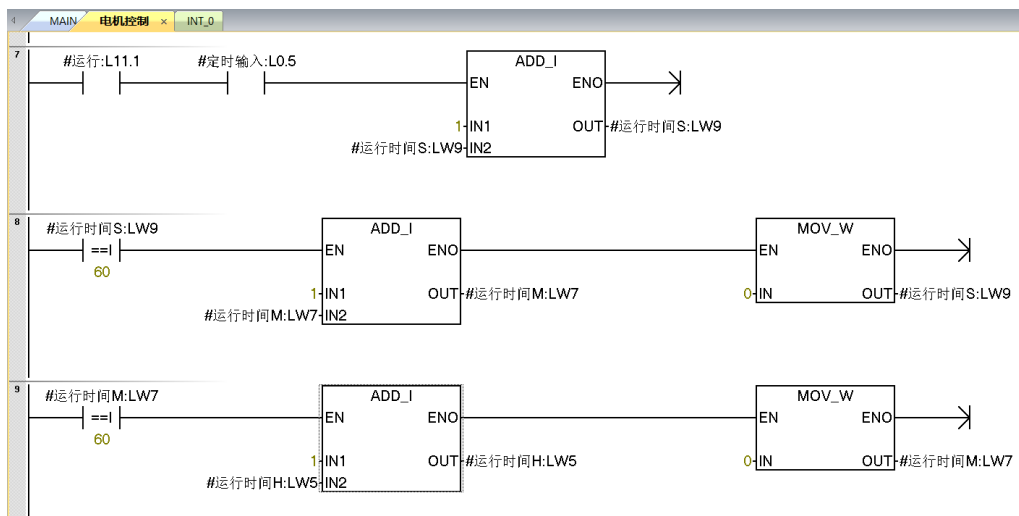 MAIN 电机控制 × INT_0
7
#运行:L11.1 #定时输入:L0.5 ADD_I
EN ENO
1 IN1 OUT #运行时间S:LW9
#运行时间S:LW9 IN2
8
#运行时间S:LW9 ADD_I MOV_W
==I EN ENO EN ENO
60
1 IN1 OUT #运行时间M:LW7 0 IN OUT #运行时间S:LW9
#运行时间M:LW7 IN2
9
#运行时间M:LW7 ADD_I MOV_W
==I EN ENO EN ENO
60
1 IN1 OUT #运行时间H:LW5 0 IN OUT #运行时间M:LW7
#运行时间H:LW5 IN2